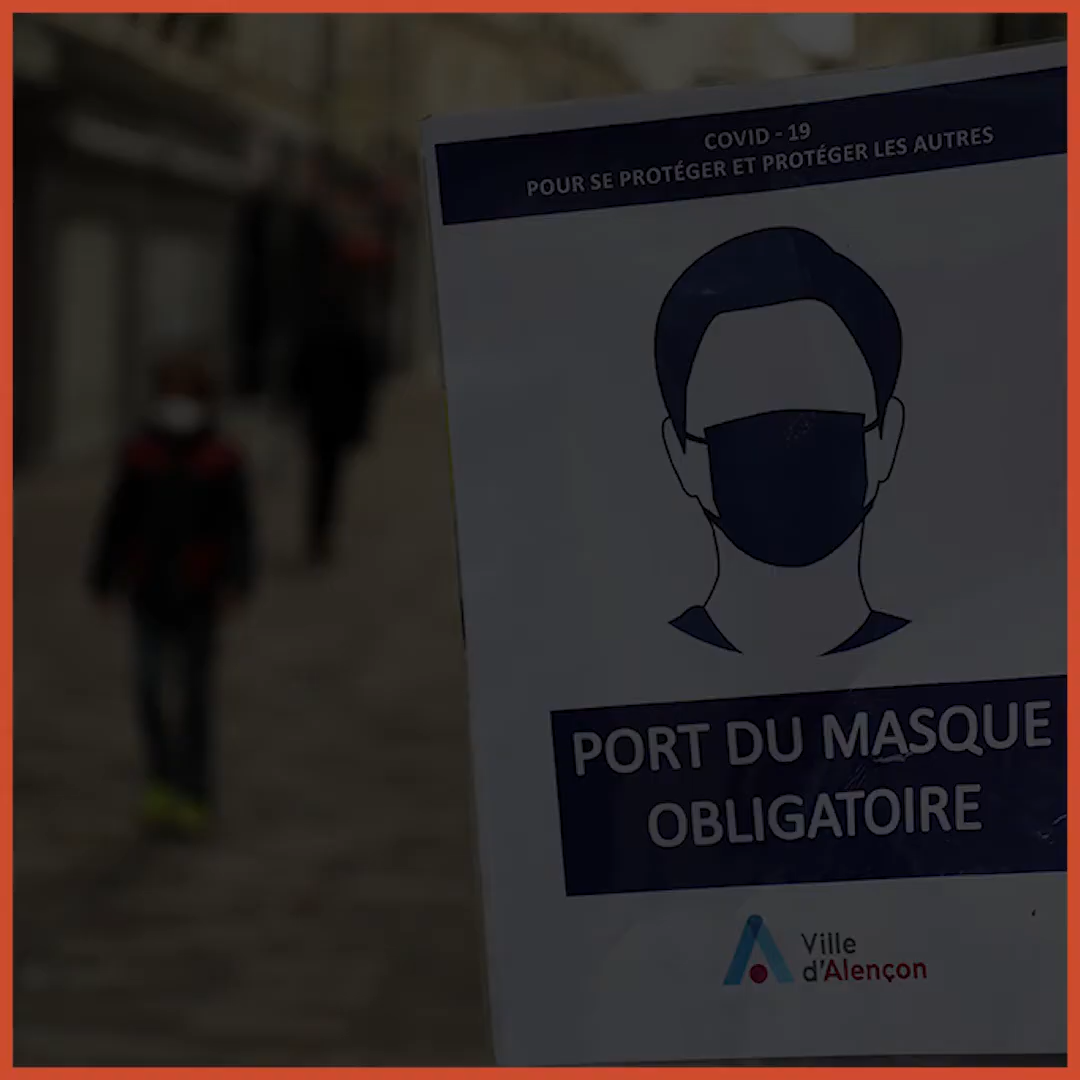 COVID - 19
POUR SE PROTÉGER ET PROTÉGER LES AUTRES
PORT DU MASQUE
OBLIGATOIRE
Ville
d'Alençon